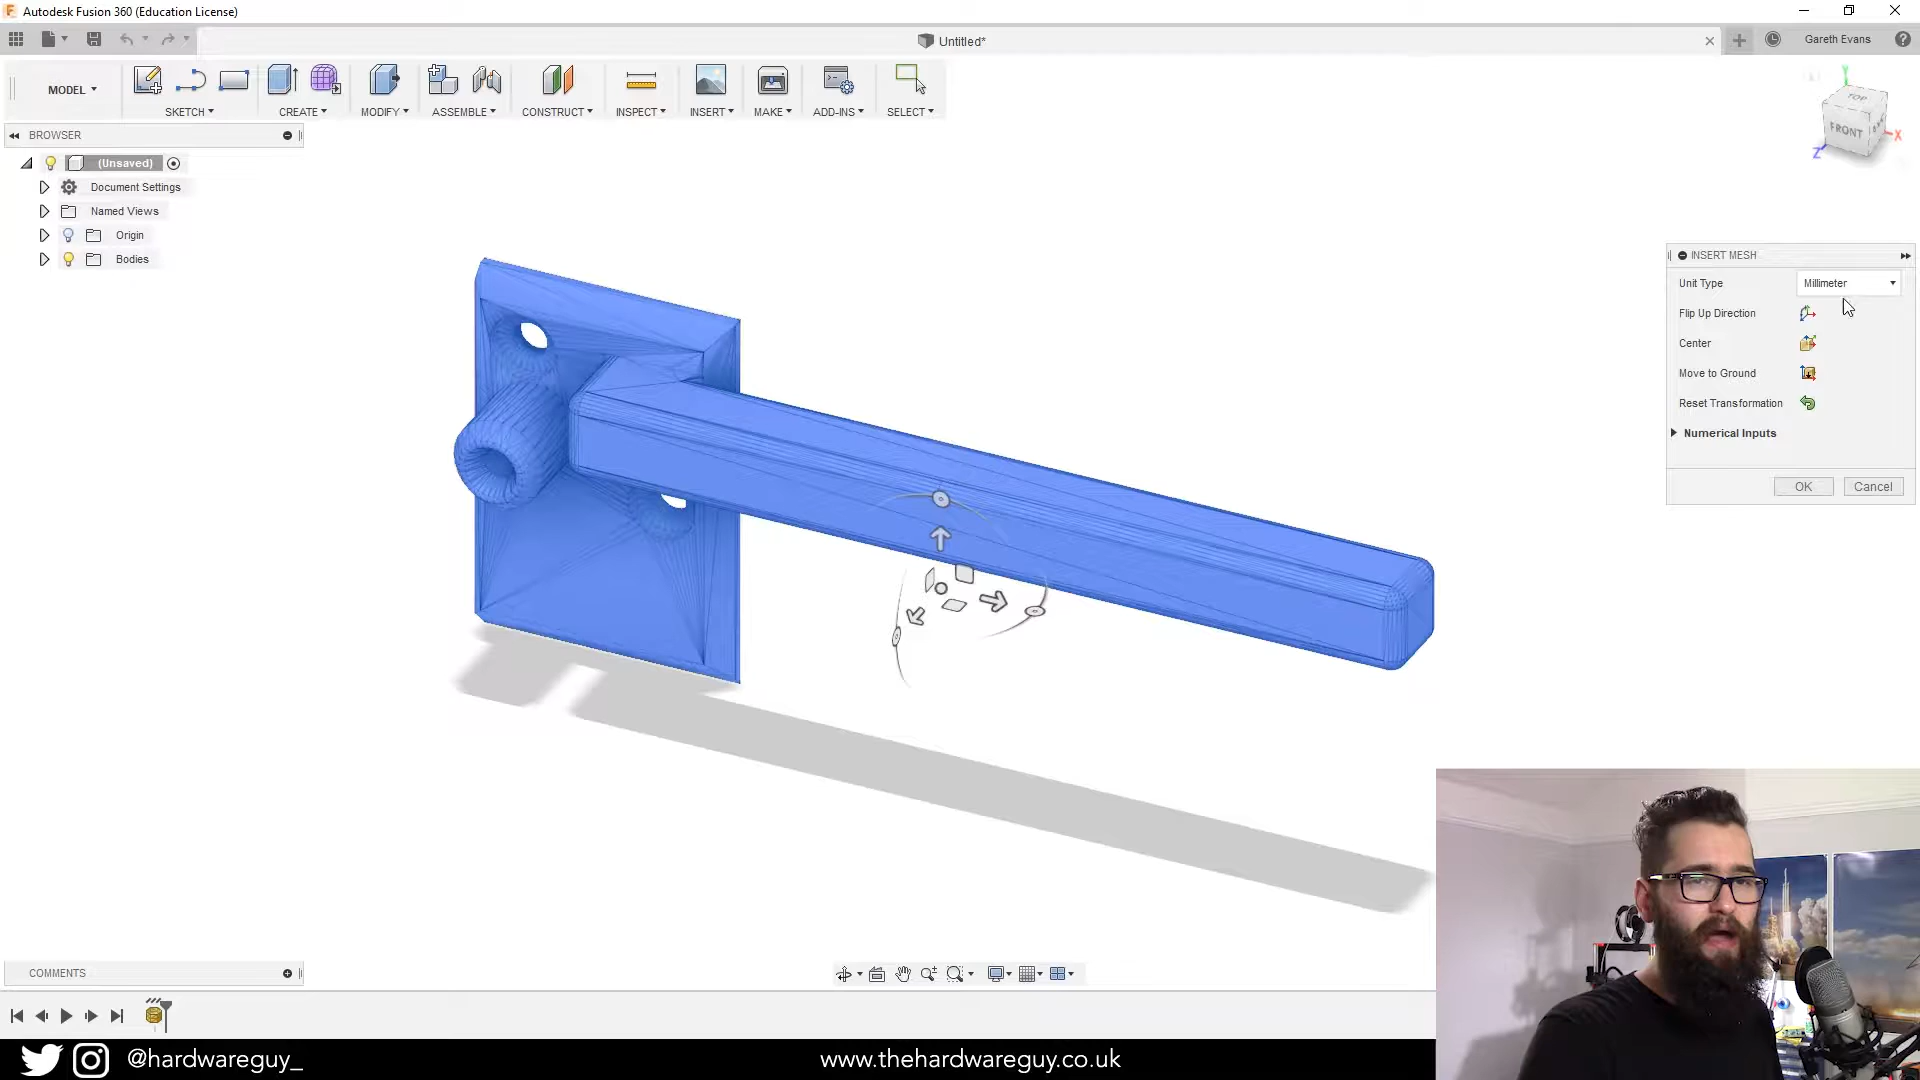 Autodesk Fusion 360 (Education License)
Untitled*
Gareth Evans
MODEL
SKETCH
CREATE
MODIFY
ASSEMBLE
CONSTRUCT
INSPECT
INSERT
MAKE
ADD-INS
SELECT
TOP
FRONT
Y
X
Z
BROWSER
(Unsaved)
Document Settings
Named Views
Origin
Bodies
INSERT MESH
Unit Type
Millimeter
Flip Up Direction
Center
Move to Ground
Reset Transformation
Numerical Inputs
OK
Cancel
COMMENTS
@hardwareguy_
www.thehardwareguy.co.uk